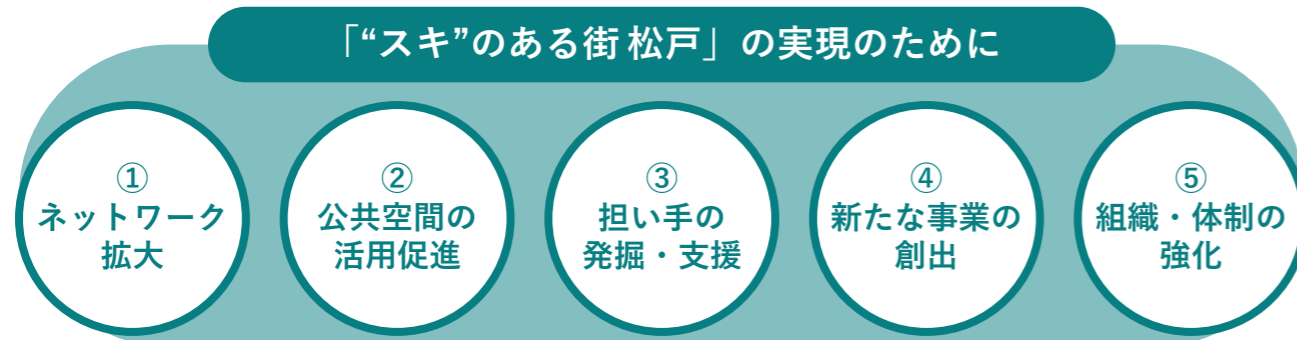 「“スキ”のある街 松戸」の実現のために
①
ネットワーク
拡大
②
公共空間の
活用促進
③
担い手の
発掘・支援
④
新たな事業の
創出
⑤
組織・体制の
強化